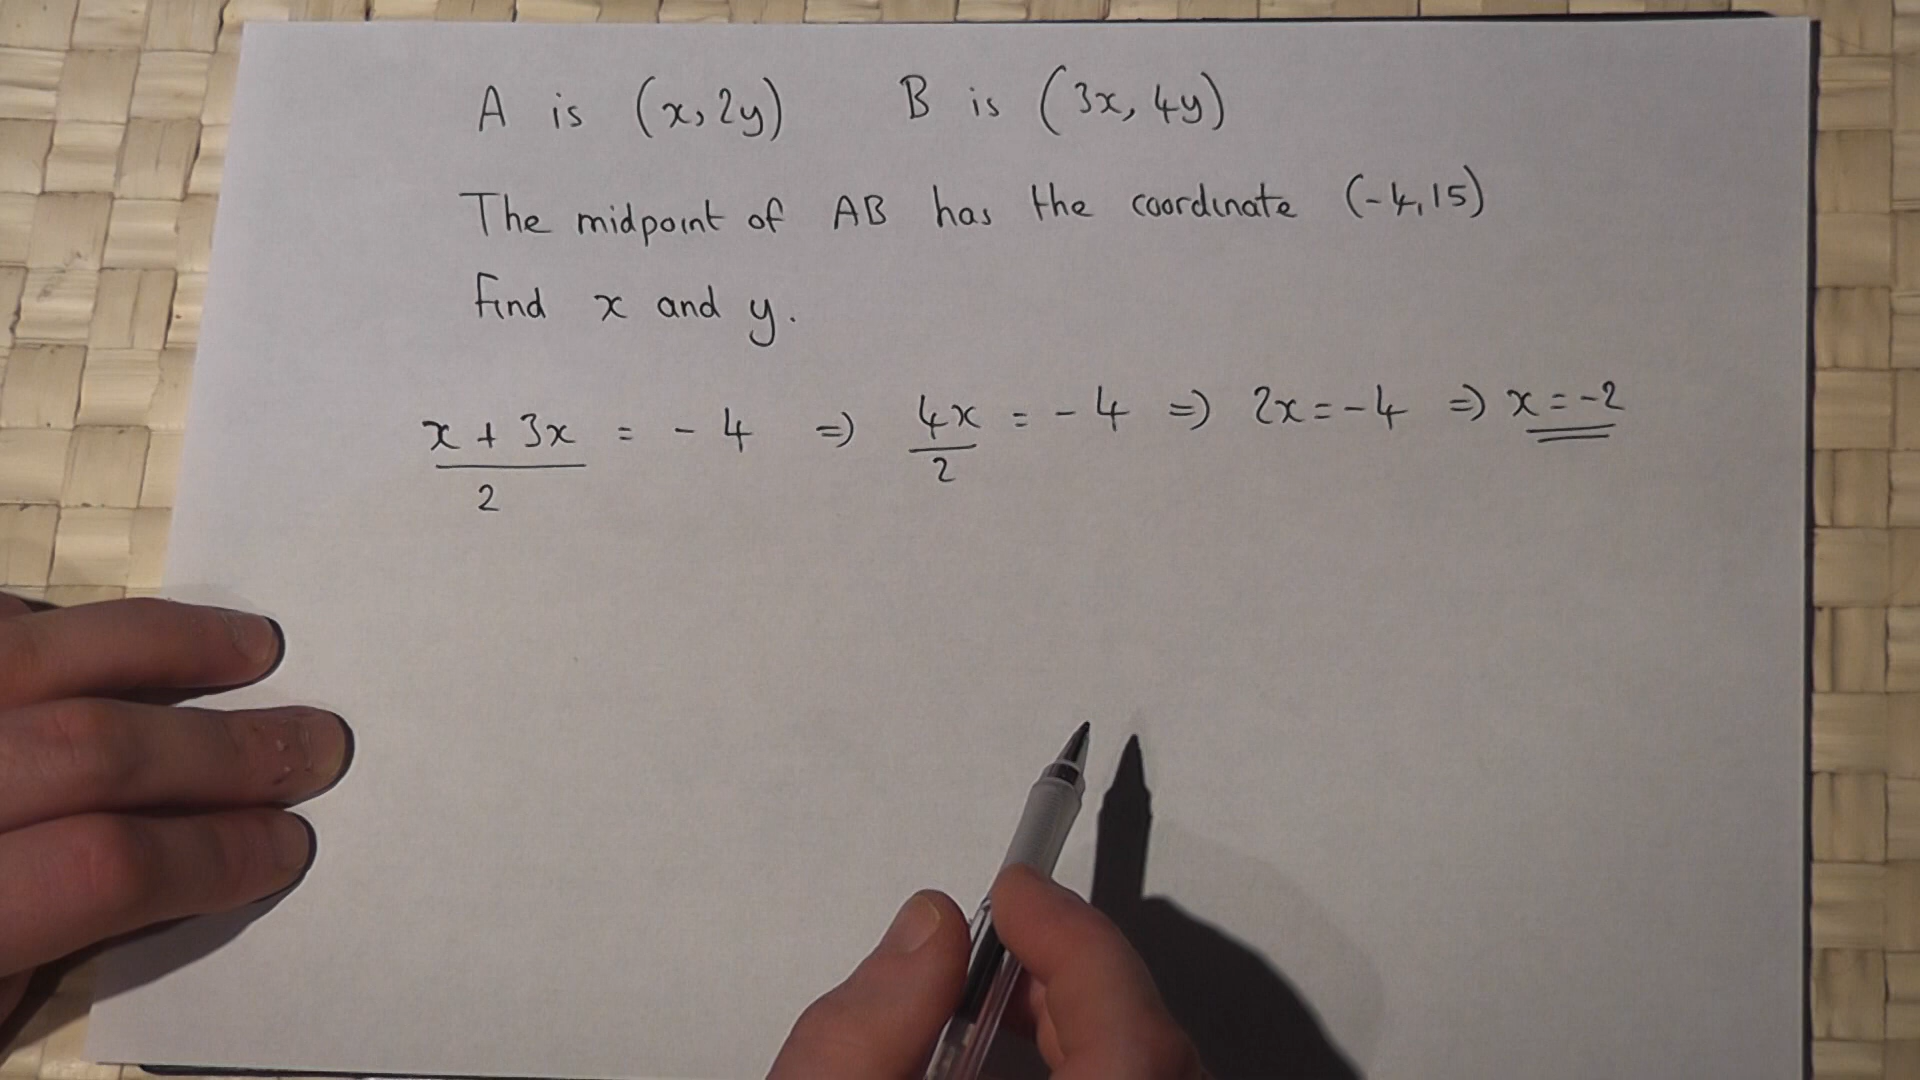 A is (x, 2y) B is (3x, 4y)
The midpoint of AB has the coordinate (-4, 15)
Find x and y.
x + 3x / 2 = - 4 => 4x / 2 = - 4 => 2x = - 4 => x = - 2